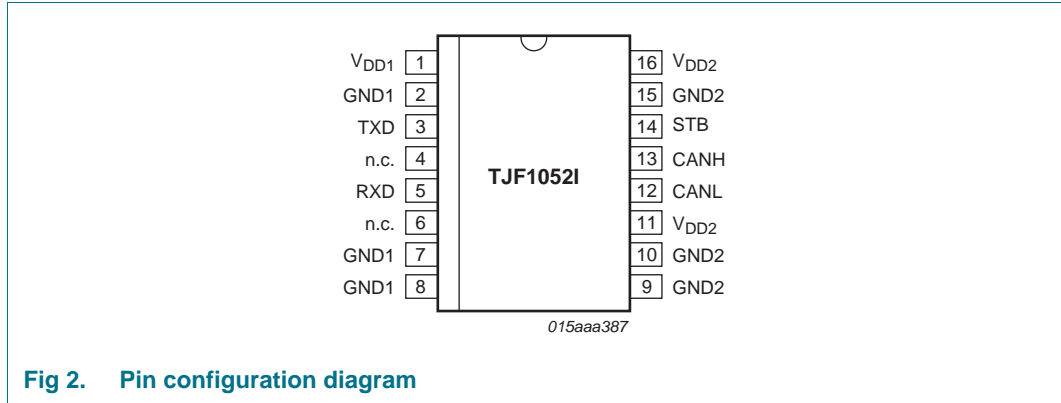 VDD1 1 16 VDD2
GND1 2 15 GND2
TXD 3 14 STB
n.c. 4 13 CANH
TJF1052I
RXD 5 12 CANL
n.c. 6 11 VDD2
GND1 7 10 GND2
GND1 8 9 GND2
015aaa387
Fig 2. Pin configuration diagram